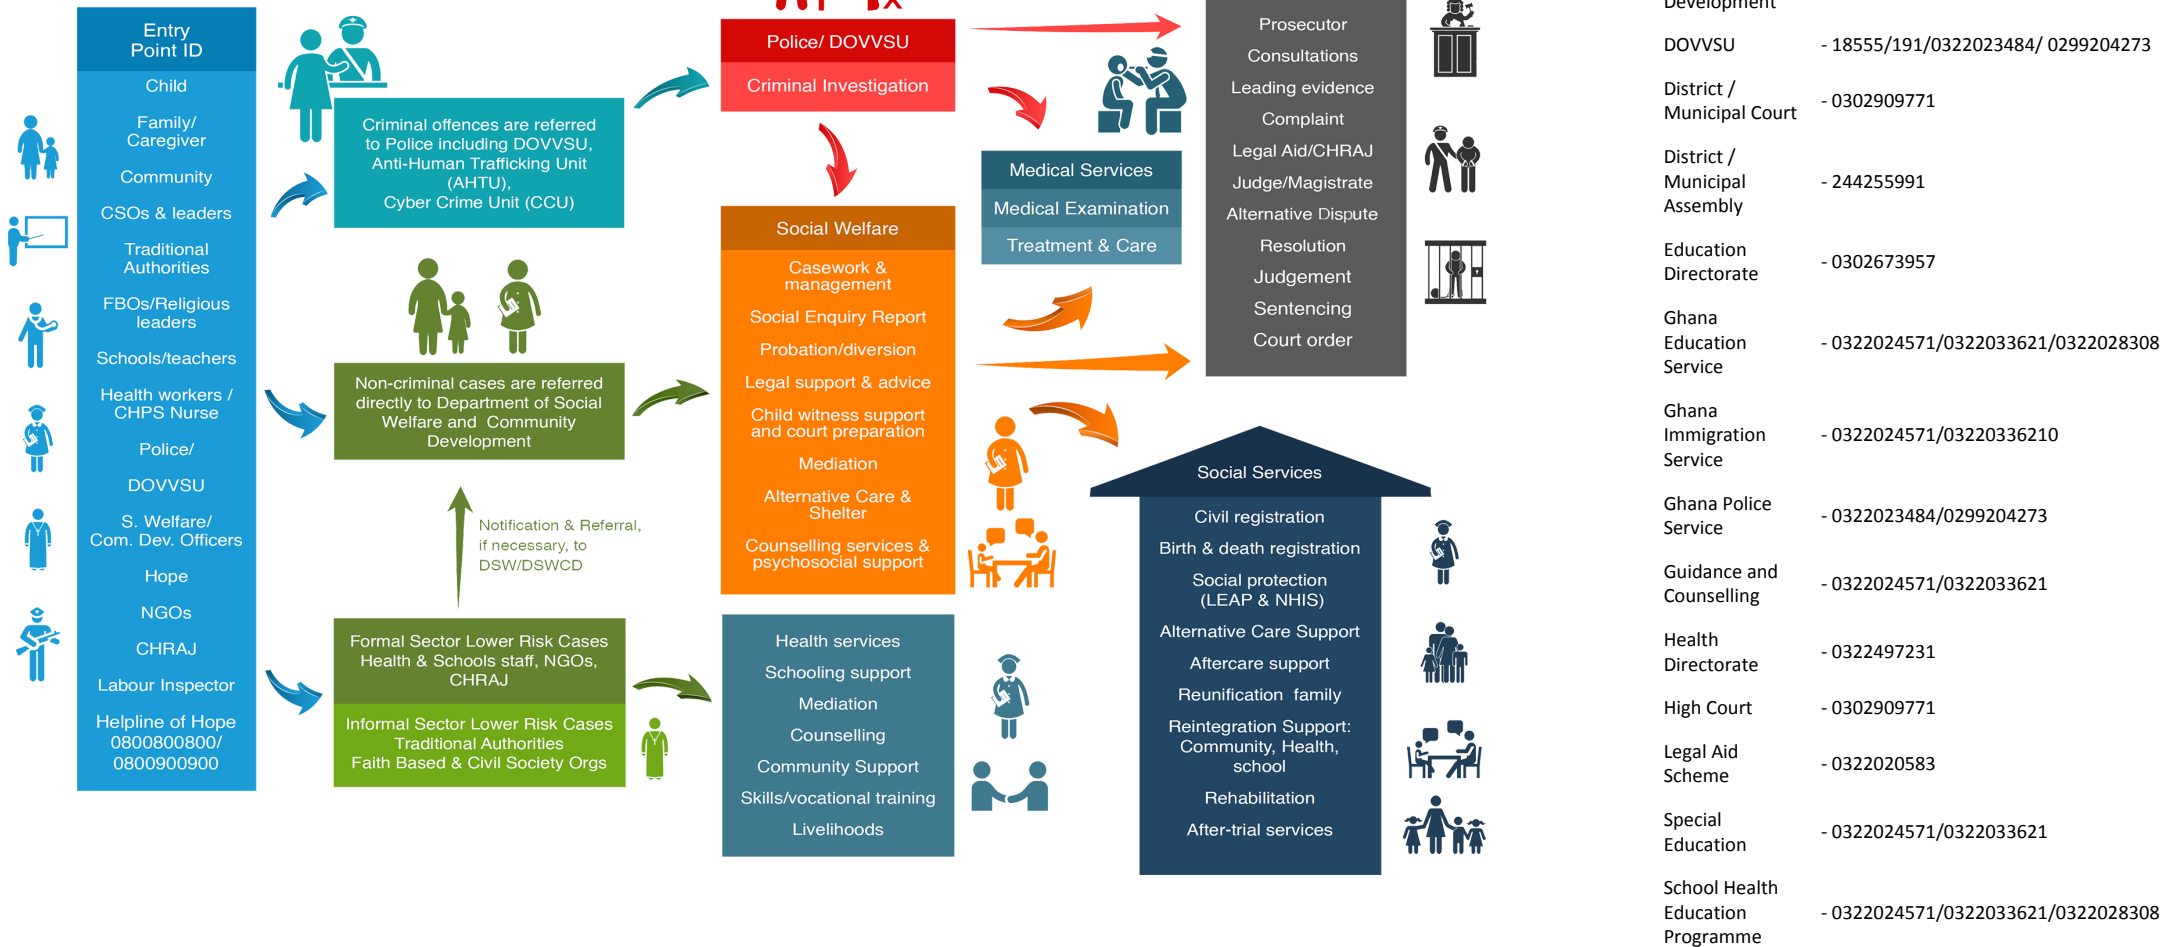 Entry
Point ID
Child
Family/
Caregiver
Community
CSOs & leaders
Traditional
Authorities
FBOs/Religious
leaders
Schools/teachers
Health workers /
CHPS Nurse
Police/
DOVVSU
S. Welfare/
Com. Dev. Officers
Hope
NGOs
CHRAJ
Labour Inspector
Helpline of Hope
0800800800/
0800900900
Criminal offences are referred
to Police including DOVVSU,
Anti-Human Trafficking Unit
(AHTU),
Cyber Crime Unit (CCU)
Non-criminal cases are referred
directly to Department of Social
Welfare and Community
Development
Notification & Referral,
if necessary, to
DSW/DSWCD
Formal Sector Lower Risk Cases
Health & Schools staff, NGOs,
CHRAJ
Informal Sector Lower Risk Cases
Traditional Authorities
Faith Based & Civil Society Orgs
Police/ DOVVSU
Criminal Investigation
Social Welfare
Casework &
management
Social Enquiry Report
Probation/diversion
Legal support & advice
Child witness support
and court preparation
Mediation
Alternative Care &
Shelter
Counselling services &
psychosocial support
Health services
Schooling support
Mediation
Counselling
Community Support
Skills/vocational training
Livelihoods
Medical Services
Medical Examination
Treatment & Care
Prosecutor
Consultations
Leading evidence
Complaint
Legal Aid/CHRAJ
Judge/Magistrate
Alternative Dispute
Resolution
Judgement
Sentencing
Court order
Social Services
Civil registration
Birth & death registration
Social protection
(LEAP & NHIS)
Alternative Care Support
Aftercare support
Reunification family
Reintegration Support:
Community, Health,
school
Rehabilitation
After-trial services
Development
DOVVSU - 18555/191/0322023484/ 0299204273
District /
Municipal Court - 0302909771
District /
Municipal - 244255991
Assembly
Education
Directorate - 0302673957
Ghana
Education - 0322024571/0322033621/0322028308
Service
Ghana
Immigration - 0322024571/03220336210
Service
Ghana Police
Service - 0322023484/0299204273
Guidance and
Counselling - 0322024571/0322033621
Health
Directorate - 0322497231
High Court - 0302909771
Legal Aid
Scheme - 0322020583
Special
Education - 0322024571/0322033621
School Health
Education - 0322024571/0322033621/0322028308
Programme